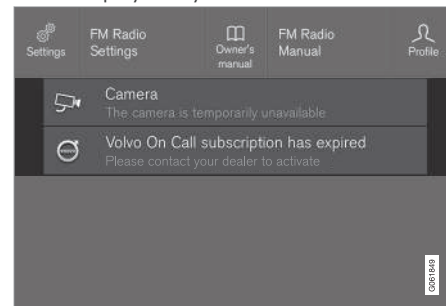 Settings
FM Radio
Settings
Owner's
manual
FM Radio
Manual
Profile
Camera
The camera is temporarily unavailable
Volvo On Call subscription has expired
Please contact your dealer to activate
G061849